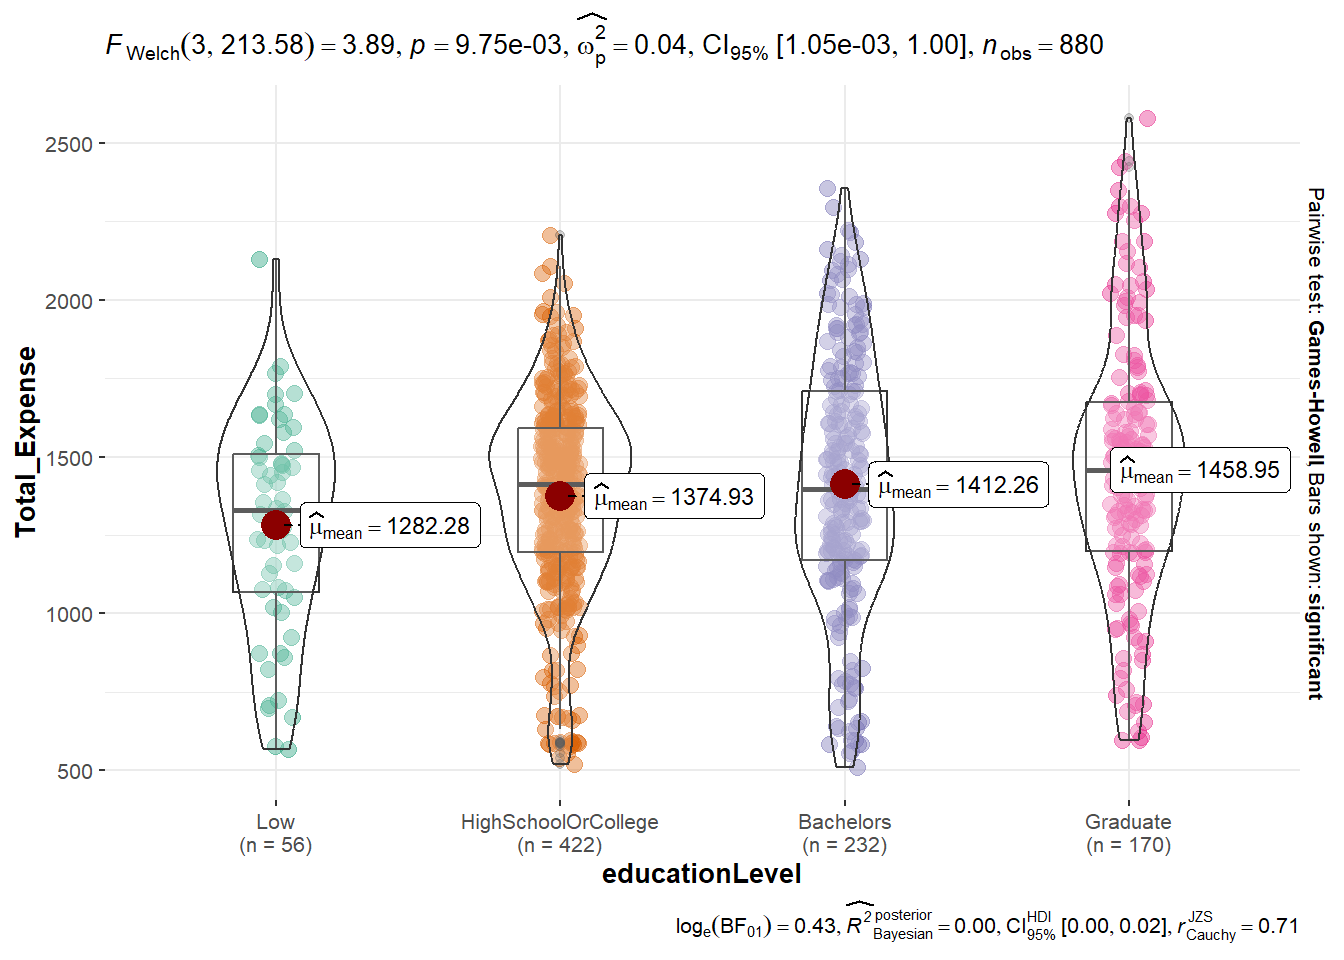 F Welch(3, 213.58) = 3.89, p = 9.75e-03, ω̂²p = 0.04, CI95% [1.05e-03, 1.00], nobs = 880
2500
2000
1500
1000
500
Total_Expense
μ̂mean = 1282.28
μ̂mean = 1374.93
μ̂mean = 1412.26
μ̂mean = 1458.95
Pairwise test: Games-Howell, Bars shown: significant
Low
(n = 56)
HighSchoolOrCollege
(n = 422)
Bachelors
(n = 232)
Graduate
(n = 170)
educationLevel
loge(BF01) = 0.43, R̂² posterior Bayesian = 0.00, CI HDI 95% [0.00, 0.02], r JZS Cauchy = 0.71